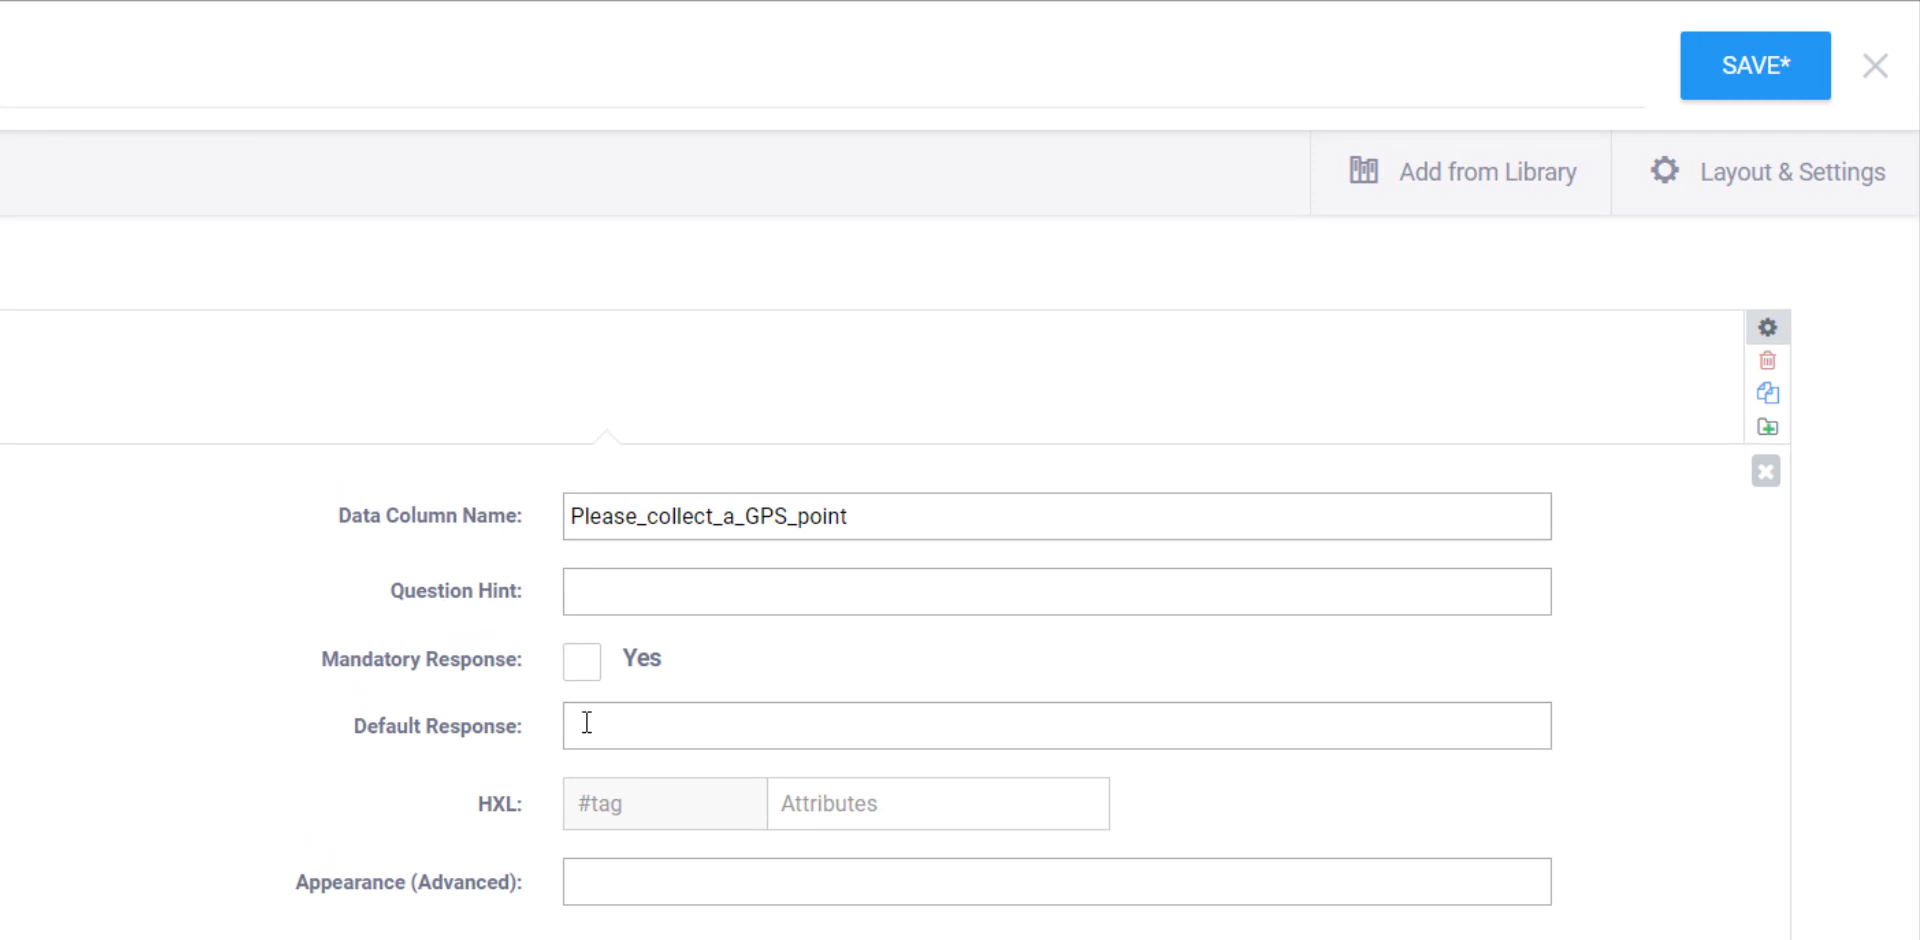 SAVE*
Add from Library
Layout & Settings
Data Column Name: Please_collect_a_GPS_point
Question Hint:
Mandatory Response: Yes
Default Response:
HXL: #tag Attributes
Appearance (Advanced):